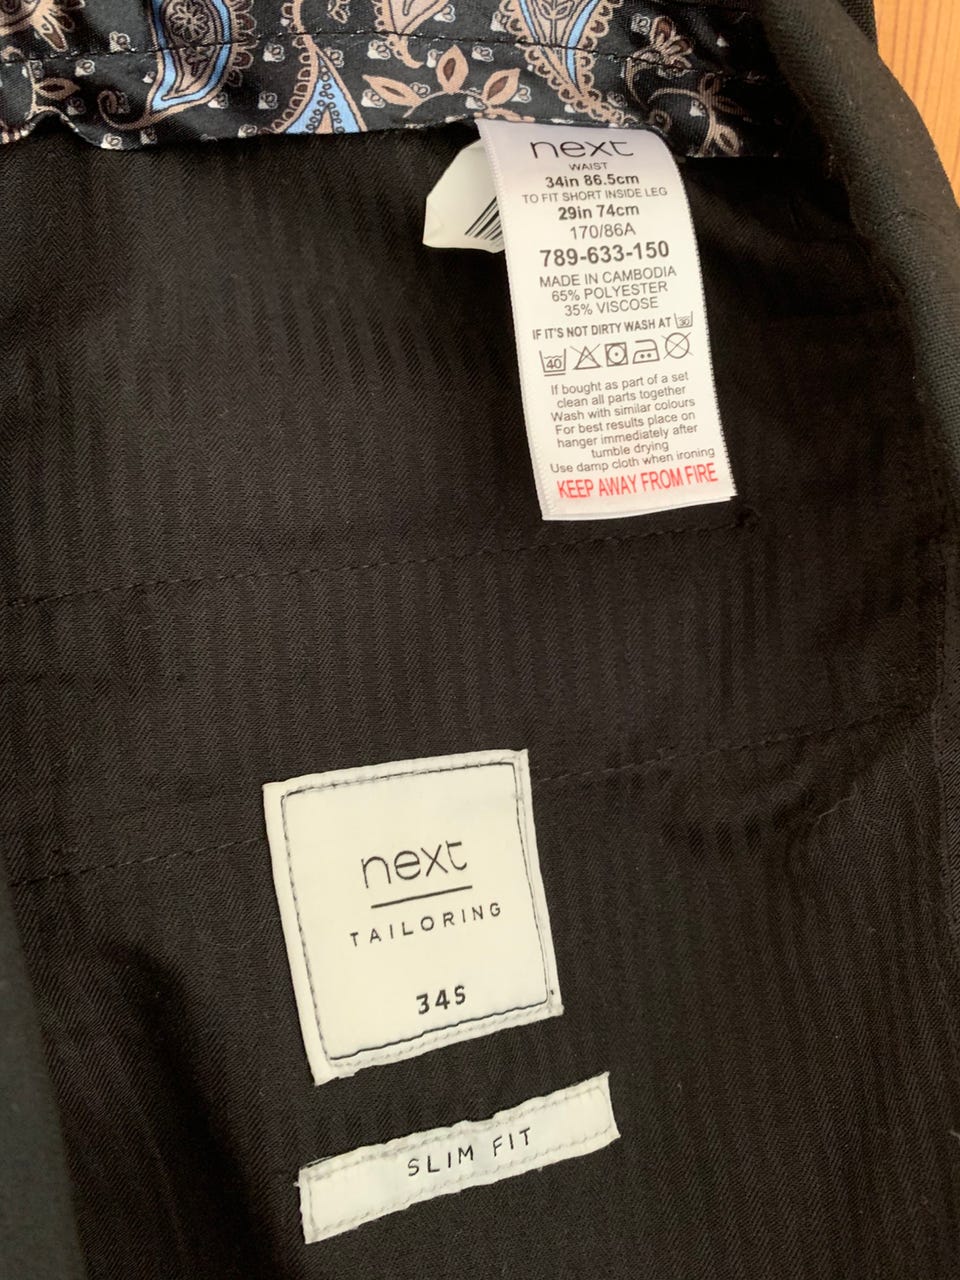 next
WAIST
34in 86.5cm
TO FIT SHORT INSIDE LEG
29in 74cm
170/86A
789-633-150
MADE IN CAMBODIA
65% POLYESTER
35% VISCOSE
IF IT'S NOT DIRTY WASH AT 30
40
If bought as part of a set
clean all parts together
Wash with similar colours
For best results place on
hanger immediately after
tumble drying
Use damp cloth when ironing
KEEP AWAY FROM FIRE
next
TAILORING
34S
SLIM FIT